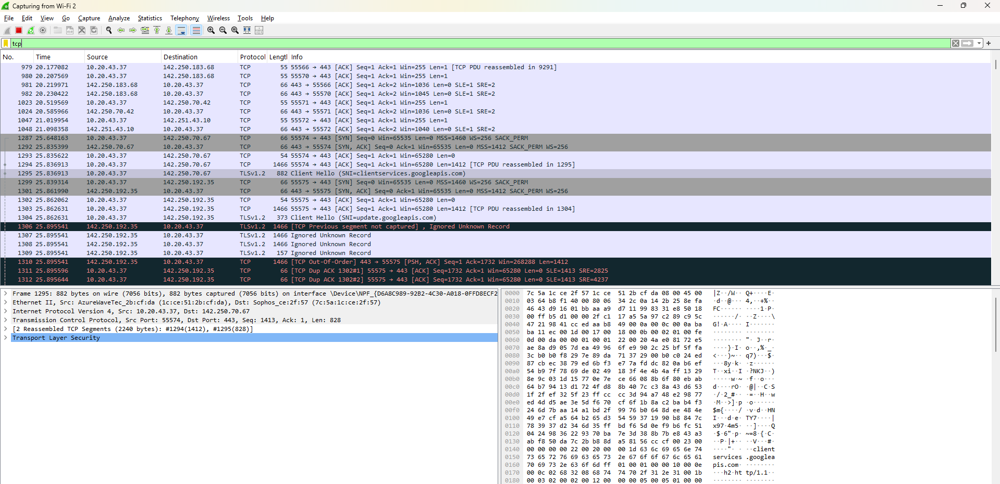 Capturing from Wi-Fi 2
File Edit View Go Capture Analyze Statistics Telephony Wireless Tools Help
tcp
No. Time Source Destination Protocol Lengtl Info
979 20.177082 10.20.43.37 142.250.183.68 TCP 55 55566 → 443 [ACK] Seq=1 Ack=1 Win=255 Len=1 [TCP PDU reassembled in 9291]
980 20.207569 10.20.43.37 142.250.183.68 TCP 55 55570 → 443 [ACK] Seq=1 Ack=1 Win=255 Len=1
981 20.219971 142.250.183.68 10.20.43.37 TCP 66 443 → 55566 [ACK] Seq=1 Ack=2 Win=1036 Len=0 SLE=1 SRE=2
982 20.230422 142.250.183.68 10.20.43.37 TCP 66 443 → 55570 [ACK] Seq=1 Ack=2 Win=1045 Len=0 SLE=1 SRE=2
1023 20.519569 10.20.43.37 142.250.70.42 TCP 55 55571 → 443 [ACK] Seq=1 Ack=1 Win=255 Len=1
1024 20.585966 142.250.70.42 10.20.43.37 TCP 66 443 → 55571 [ACK] Seq=1 Ack=2 Win=1036 Len=0 SLE=1 SRE=2
1047 21.019954 10.20.43.37 142.251.43.10 TCP 55 55572 → 443 [ACK] Seq=1 Ack=1 Win=255 Len=1
1048 21.098358 142.251.43.10 10.20.43.37 TCP 66 443 → 55572 [ACK] Seq=1 Ack=2 Win=1040 Len=0 SLE=1 SRE=2
1287 25.648163 10.20.43.37 142.250.70.67 TCP 66 55574 → 443 [SYN] Seq=0 Win=65535 Len=0 MSS=1460 WS=256 SACK_PERM
1292 25.835399 142.250.70.67 10.20.43.37 TCP 66 443 → 55574 [SYN, ACK] Seq=0 Ack=1 Win=65535 Len=0 MSS=1412 SACK_PERM WS=256
1293 25.835622 10.20.43.37 142.250.70.67 TCP 54 55574 → 443 [ACK] Seq=1 Ack=1 Win=65280 Len=0
1294 25.836913 10.20.43.37 142.250.70.67 TCP 1466 55574 → 443 [ACK] Seq=1 Ack=1 Win=65280 Len=1412 [TCP PDU reassembled in 1295]
1295 25.836913 10.20.43.37 142.250.70.67 TLSv1.2 882 Client Hello (SNI=clientservices.googleapis.com)
1299 25.839314 10.20.43.37 142.250.192.35 TCP 66 55575 → 443 [SYN] Seq=0 Win=65535 Len=0 MSS=1460 WS=256 SACK_PERM
1301 25.861990 142.250.192.35 10.20.43.37 TCP 66 443 → 55575 [SYN, ACK] Seq=0 Ack=1 Win=65535 Len=0 MSS=1412 SACK_PERM WS=256
1302 25.862062 10.20.43.37 142.250.192.35 TCP 54 55575 → 443 [ACK] Seq=1 Ack=1 Win=65280 Len=0
1303 25.862631 10.20.43.37 142.250.192.35 TCP 1466 55575 → 443 [ACK] Seq=1 Ack=1 Win=65280 Len=1412 [TCP PDU reassembled in 1304]
1304 25.862631 10.20.43.37 142.250.192.35 TLSv1.2 373 Client Hello (SNI=update.googleapis.com)
1306 25.895541 142.250.192.35 10.20.43.37 TLSv1.2 1466 [TCP Previous segment not captured] , Ignored Unknown Record
1307 25.895541 142.250.192.35 10.20.43.37 TLSv1.2 1466 Ignored Unknown Record
1308 25.895541 142.250.192.35 10.20.43.37 TLSv1.2 1466 Ignored Unknown Record
1309 25.895541 142.250.192.35 10.20.43.37 TLSv1.2 157 Ignored Unknown Record
1310 25.895541 142.250.192.35 10.20.43.37 TCP 1466 [TCP Out-Of-Order] 443 → 55575 [PSH, ACK] Seq=1 Ack=1732 Win=268288 Len=1412
1311 25.895596 10.20.43.37 142.250.192.35 TCP 66 [TCP Dup ACK 1302#1] 55575 → 443 [ACK] Seq=1732 Ack=1 Win=65280 Len=0 SLE=1413 SRE=2825
1312 25.895644 10.20.43.37 142.250.192.35 TCP 66 [TCP Dup ACK 1302#2] 55575 → 443 [ACK] Seq=1732 Ack=1 Win=65280 Len=0 SLE=1413 SRE=4237
Frame 1295: 882 bytes on wire (7056 bits), 882 bytes captured (7056 bits) on interface \Device\NPF_{D6A8C989-92B2-4C30-A018-0FFD8ECF2
Ethernet II, Src: AzureWaveTec_2b:cf:da (1c:ce:51:2b:cf:da), Dst: Sophos_ce:2f:57 (7c:5a:1c:ce:2f:57)
Internet Protocol Version 4, Src: 10.20.43.37, Dst: 142.250.70.67
Transmission Control Protocol, Src Port: 55574, Dst Port: 443, Seq: 1413, Ack: 1, Len: 828
[2 Reassembled TCP Segments (2240 bytes): #1294(1412), #1295(828)]
Transport Layer Security
0000 7c 5a 1c ce 2f 57 1c ce 51 2b cf da 08 00 45 00 |Z··/W·· Q+····E·
0010 03 64 b8 f1 40 00 80 06 34 2c 0a 14 2b 25 8e fa ·d··@··· 4,··+%··
0020 46 43 d9 16 01 bb aa a9 d7 11 99 83 31 e8 50 18 FC······ ····1·P·
0030 00 ff b5 d1 00 00 2f c1 17 a5 5a 97 c2 89 c9 5c ······/· ··Z····\
0040 47 21 98 41 cc ed aa b8 49 00 0a 00 0c 00 0a ba G!·A···· I·······
0050 ba 11 ec 00 1d 00 17 00 18 00 0b 00 02 01 00 fe ········ ········
0060 0d 00 da 00 00 01 00 01 22 00 20 4a e0 81 72 e5 ········ "· J··r·
0070 ae 8a d9 05 7d ea 49 96 6f e9 90 2c 25 bf 5f fa ····}·I· o··,%·_·
0080 3c b0 b0 f8 29 7e 89 da 71 37 29 00 b0 c0 24 ed <···)~·· q7)···$·
0090 87 cb ec 38 79 ed 6b f3 e7 7a fd dc 82 0a b6 ef ···8y·k· ·z······
00a0 54 b9 7f 78 69 de 02 49 18 3f 4e 4b 4a ff 13 29 T··xi··I ·?NKJ··)
00b0 8e 9c 03 1d 15 77 0e 7e ce 66 08 8b 6f 80 eb ab ·····w·~ ·f··o···
00c0 64 b7 94 13 d1 72 4f d8 8b 40 7c c3 8a 43 d6 53 d····rO· ·@|··C·S
00d0 1f 2f ef 32 5f 23 ff cc cc 3d 94 a7 48 e2 98 77 ·/·2_#·· ·=··H··w
00e0 ed 4d d5 ae 3e 5d f6 70 cf 6f 1b 8a c2 ba b4 f3 ·M··>]·p ·o······
00f0 24 6d 7b aa 14 a1 bd 2f 99 76 b0 64 8d ee 48 4e $m{····/ ·v·d··HN
0100 49 e7 cf a5 64 b2 65 d3 54 59 37 19 90 b8 84 7c I···d·e· TY7····|
0110 78 39 37 d2 34 6d 35 ff bd f6 5d 0e f9 b6 fc 51 x97·4m5· ··]····Q
0120 04 24 98 36 22 93 70 ba 7e 3d 38 8b 7b e8 43 a3 ·$·6"·p· ~=8·{·C·
0130 ab f8 50 da 7c 2b b8 8d a5 81 56 cc cf 00 23 00 ··P·|+·· ··V···#·
0140 00 00 00 00 22 00 20 00 00 1d 63 6c 69 65 6e 74 ····"· · ··client
0150 73 65 72 76 69 63 65 73 2e 67 6f 6f 67 6c 65 61 services .googlea
0160 70 69 73 2e 63 6f 6d ff 01 00 01 00 00 10 00 0e pis.com· ········
0170 00 0c 02 68 32 08 68 74 74 70 2f 31 2e 31 00 1b ···h2·ht tp/1.1··
0180 00 03 02 00 02 00 12 00 00 00 05 00 05 01 00 00 ········ ········